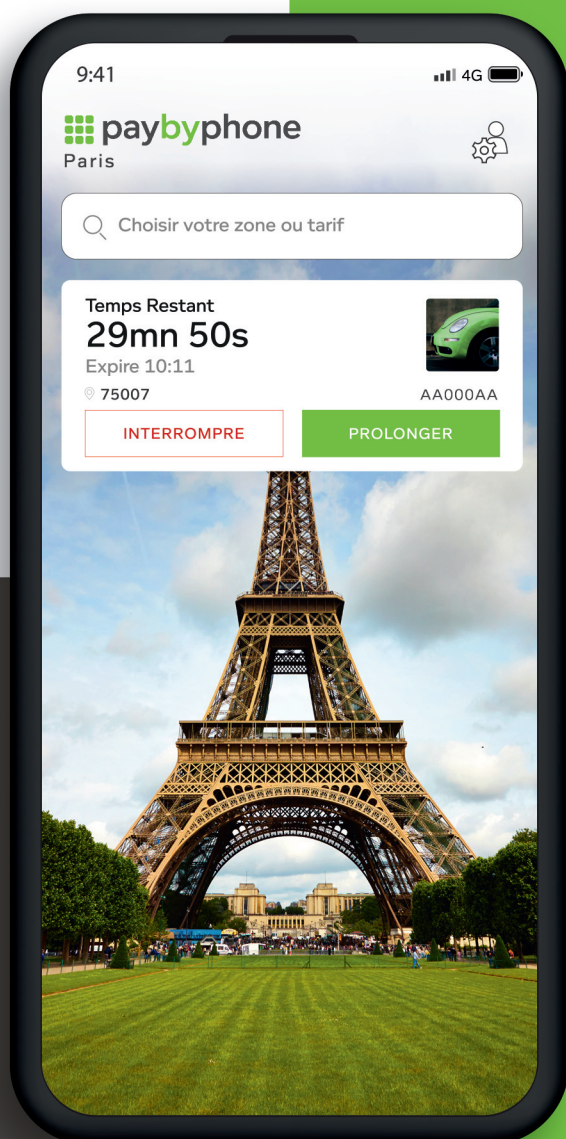 9:41
4G
paybyphone
Paris
Choisir votre zone ou tarif
Temps Restant
29mn 50s
Expire 10:11
75007
AA000AA
INTERROMPRE
PROLONGER